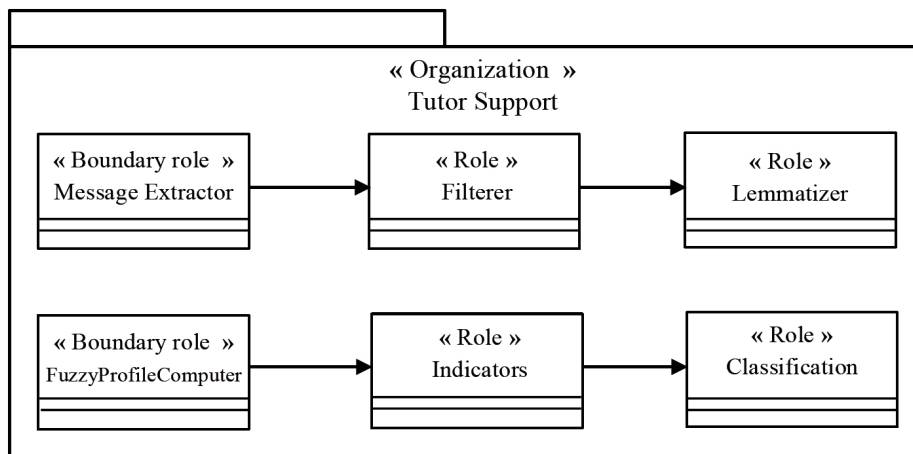 « Organization »
Tutor Support
« Boundary role »
Message Extractor
« Role »
Filterer
« Role »
Lemmatizer
« Boundary role »
FuzzyProfileComputer
« Role »
Indicators
« Role »
Classification